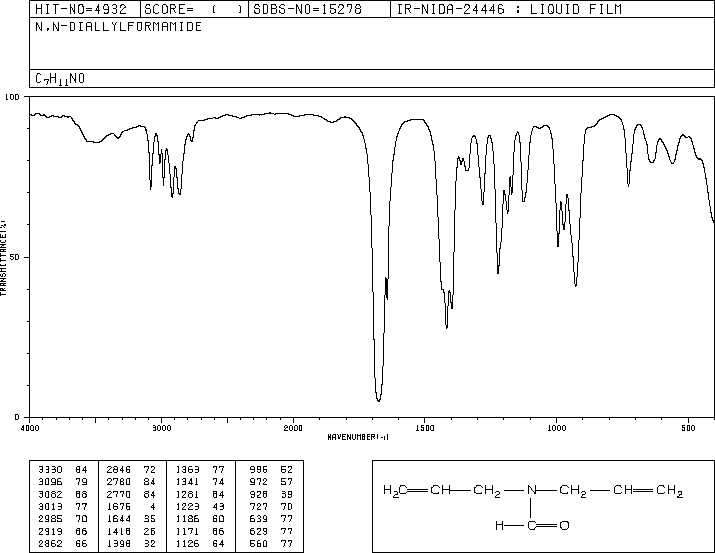 HIT-NO=4932 SCORE= ( ) SDBS-NO=15278 IR-NIDA-24446 : LIQUID FILM
N,N-DIALLYLFORMAMIDE
C7H11NO
100
50
0
TRANSMITTANCE(%)
4000 3000 2000 1500 1000 500
WAVENUMBER(-1)
3330 84 2846 72 1363 77 996 52
3096 79 2780 84 1341 74 972 57
3082 68 2770 84 1281 64 928 39
3013 77 1675 4 1223 43 727 70
2985 70 1644 35 1186 60 639 77
2919 66 1418 26 1171 66 629 77
2862 66 1398 32 1126 64 560 77
H2C=CH-CH2-N-CH2-CH=CH2
H-C=O